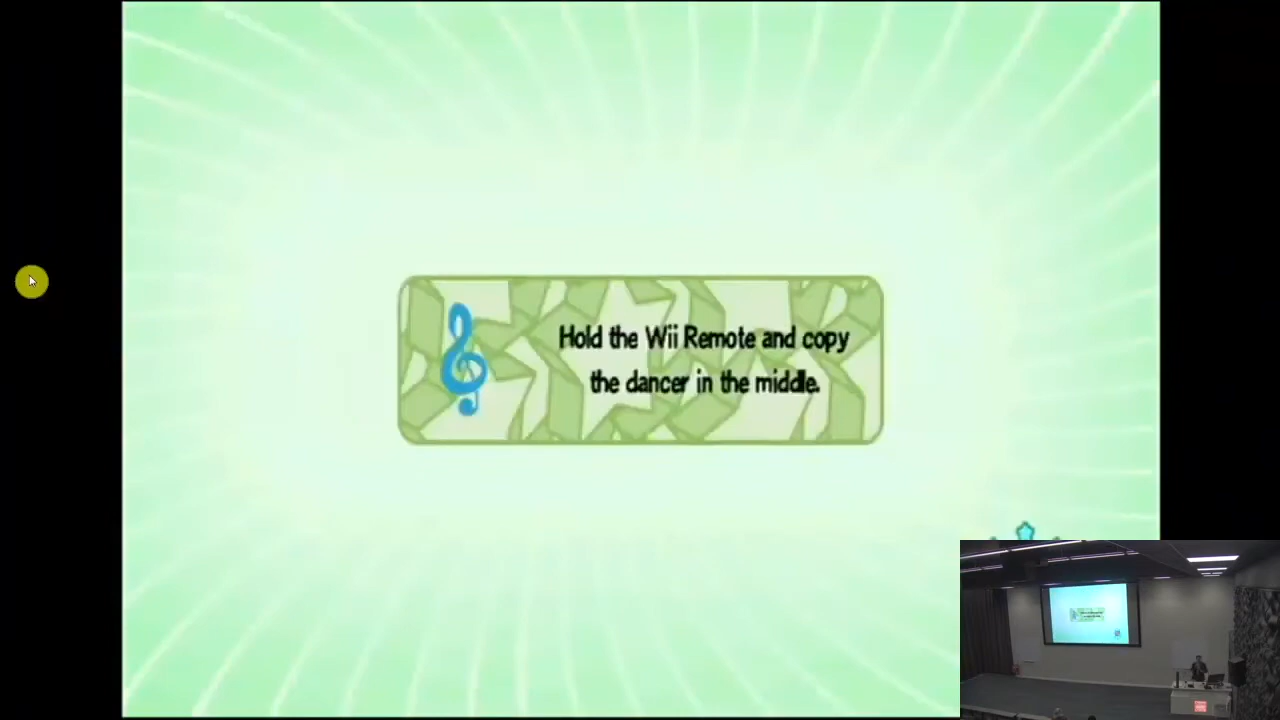 Hold the Wii Remote and copy
the dancer in the middle.